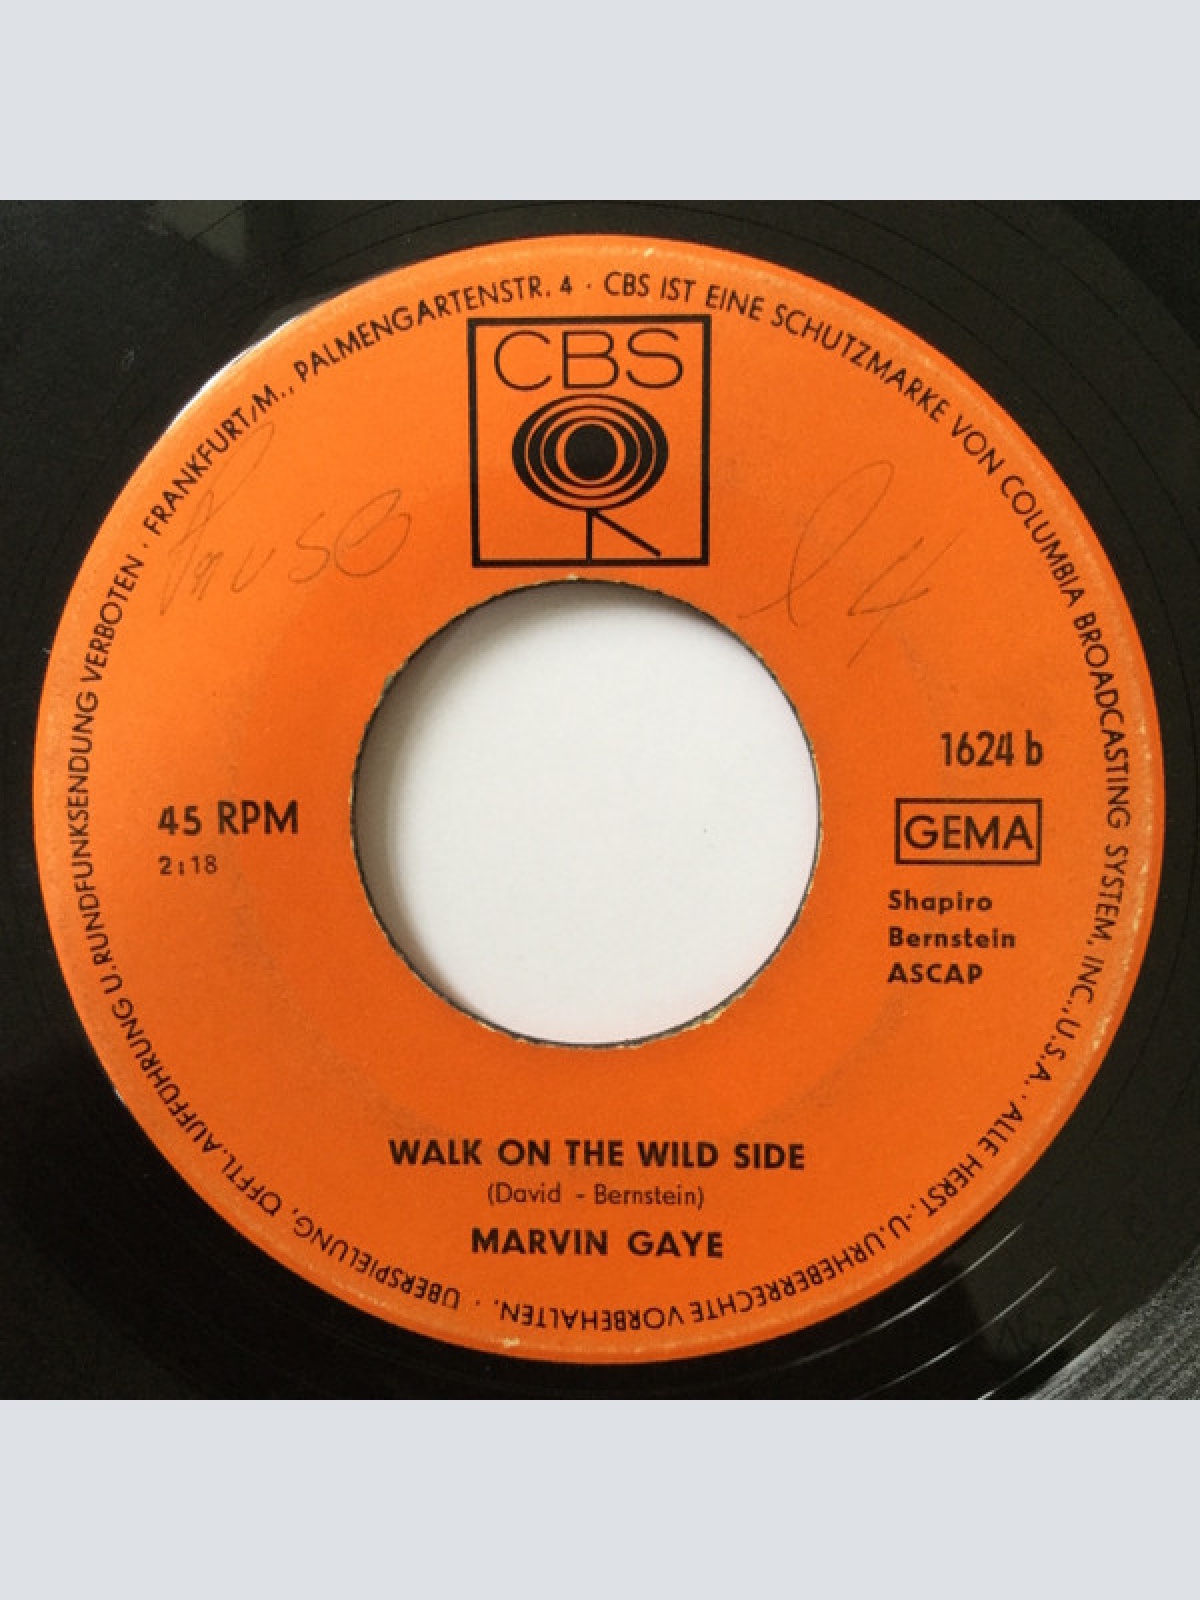 FRANKFURT/M., PALMENGARTENSTR. 4 · CBS IST EINE SCHUTZMARKE VON COLUMBIA BROADCASTING SYSTEM, INC., U.S.A. · ALLE HERST.-U.URHEBERRECHTE VORBEHALTEN. · ÜBERSPIELUNG, ÖFFTL.AUFFÜHRUNG U.RUNDFUNKSENDUNG VERBOTEN ·
CBS
1624 b
45 RPM
GEMA
2:18
Shapiro
Bernstein
ASCAP
WALK ON THE WILD SIDE
(David - Bernstein)
MARVIN GAYE